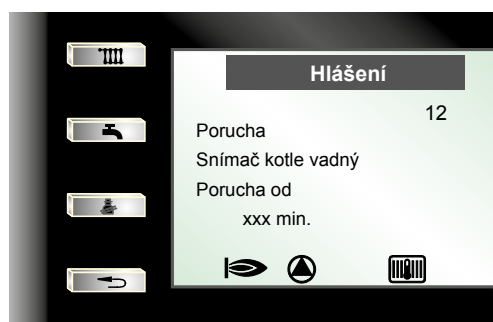 Hlášení
12
Porucha
Snímač kotle vadný
Porucha od
xxx min.